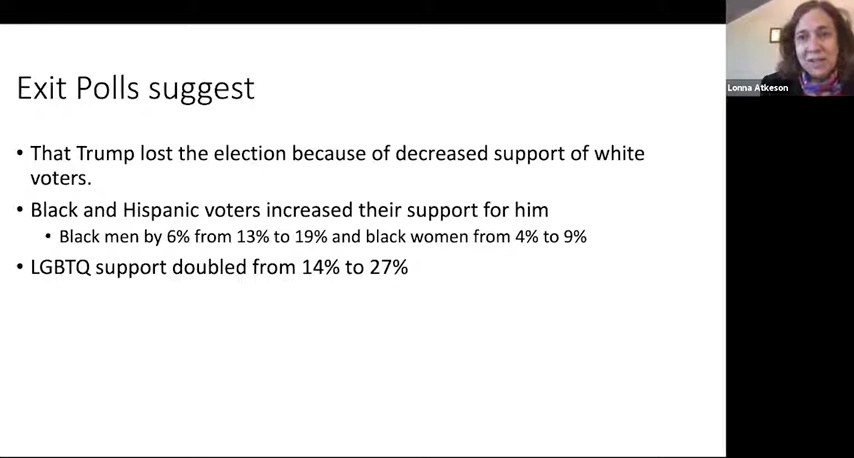 Exit Polls suggest
• That Trump lost the election because of decreased support of white
voters.
• Black and Hispanic voters increased their support for him
• Black men by 6% from 13% to 19% and black women from 4% to 9%
• LGBTQ support doubled from 14% to 27%
Lonna Atkeson